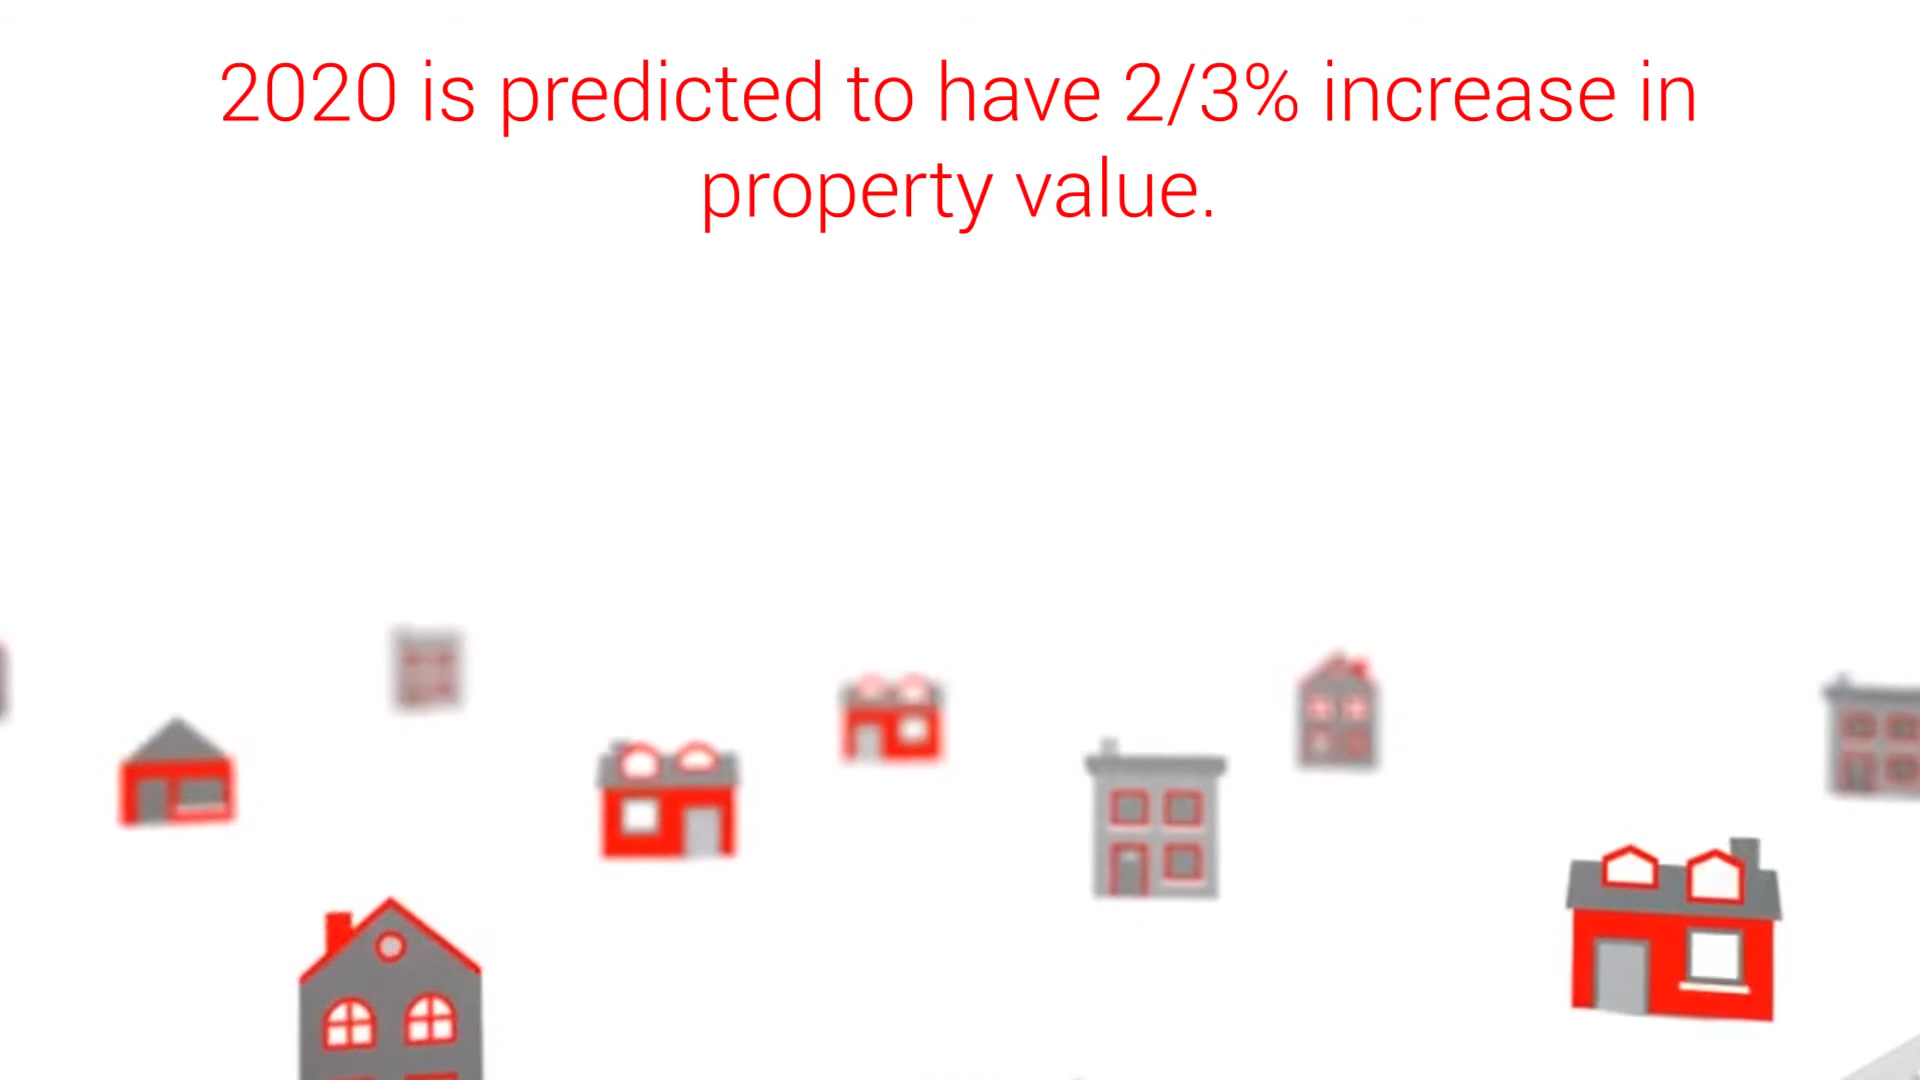 2020 is predicted to have 2/3% increase in
property value.